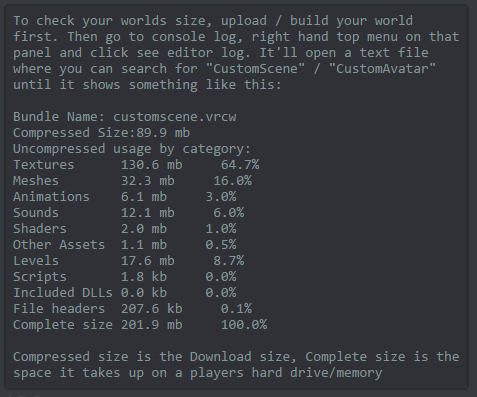 To check your worlds size, upload / build your world
first. Then go to console log, right hand top menu on that
panel and click see editor log. It'll open a text file
where you can search for "CustomScene" / "CustomAvatar"
until it shows something like this:

Bundle Name: customscene.vrcw
Compressed Size:89.9 mb
Uncompressed usage by category:
Textures      130.6 mb     64.7%
Meshes        32.3 mb     16.0%
Animations    6.1 mb     3.0%
Sounds        12.1 mb     6.0%
Shaders       2.0 mb     1.0%
Other Assets  1.1 mb     0.5%
Levels        17.6 mb     8.7%
Scripts       1.8 kb     0.0%
Included DLLs 0.0 kb     0.0%
File headers  207.6 kb     0.1%
Complete size 201.9 mb     100.0%

Compressed size is the Download size, Complete size is the
space it takes up on a players hard drive/memory